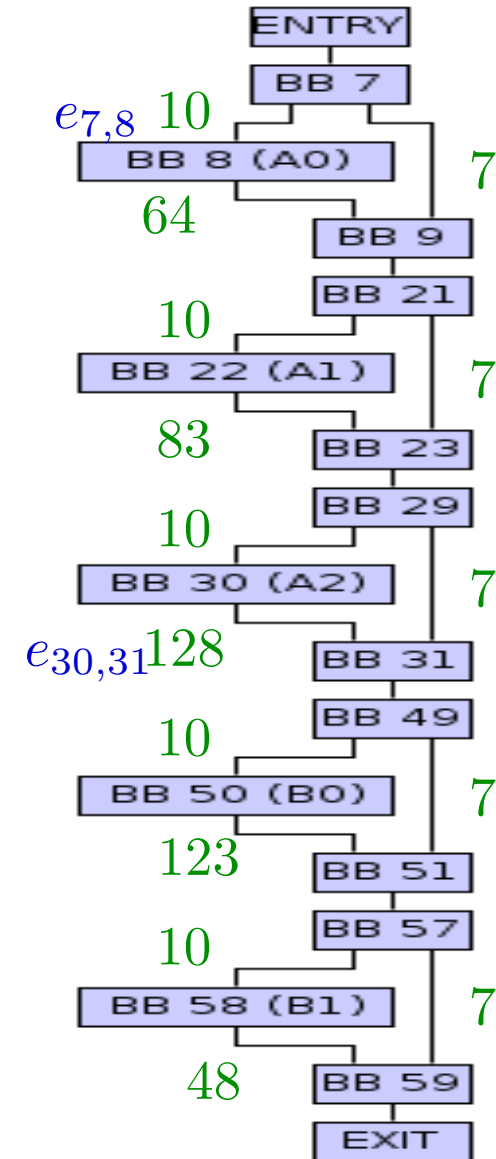 ENTRY
BB 7
e7,8 10
BB 8 (A0) 7
64
BB 9
BB 21
10
BB 22 (A1) 7
83
BB 23
BB 29
10
BB 30 (A2) 7
e30,31 128
BB 31
BB 49
10
BB 50 (B0) 7
123
BB 51
BB 57
10
BB 58 (B1) 7
48
BB 59
EXIT